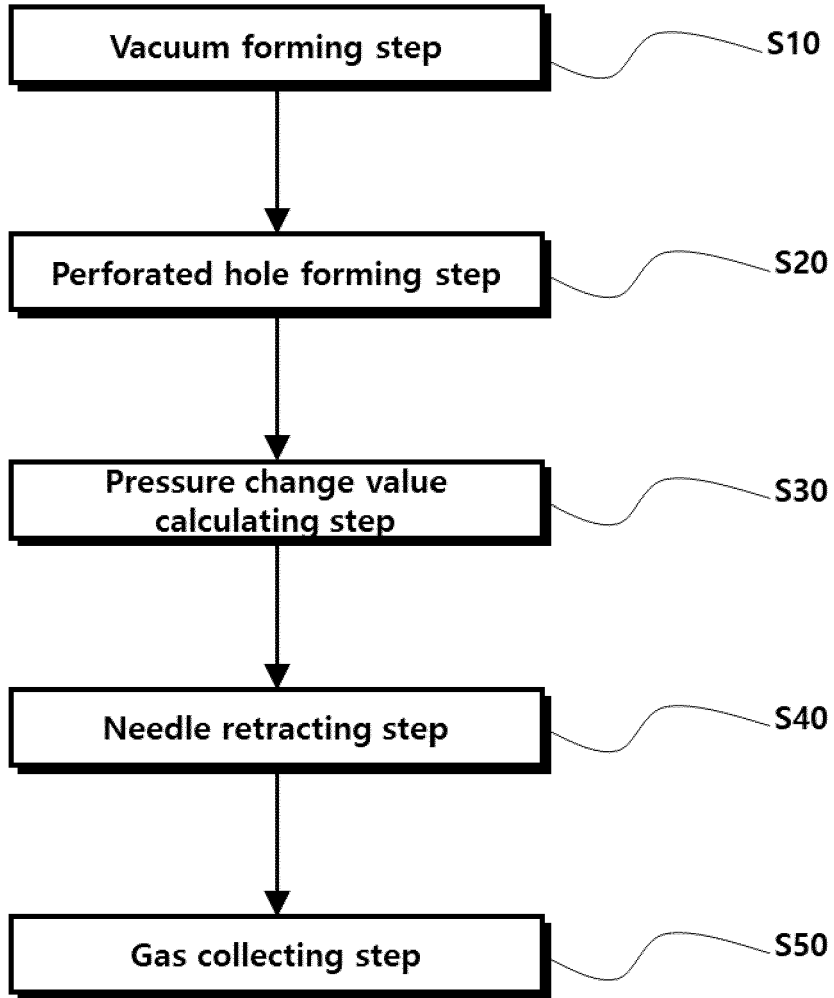 Vacuum forming step
S10
Perforated hole forming step
S20
Pressure change value
calculating step
S30
Needle retracting step
S40
Gas collecting step
S50